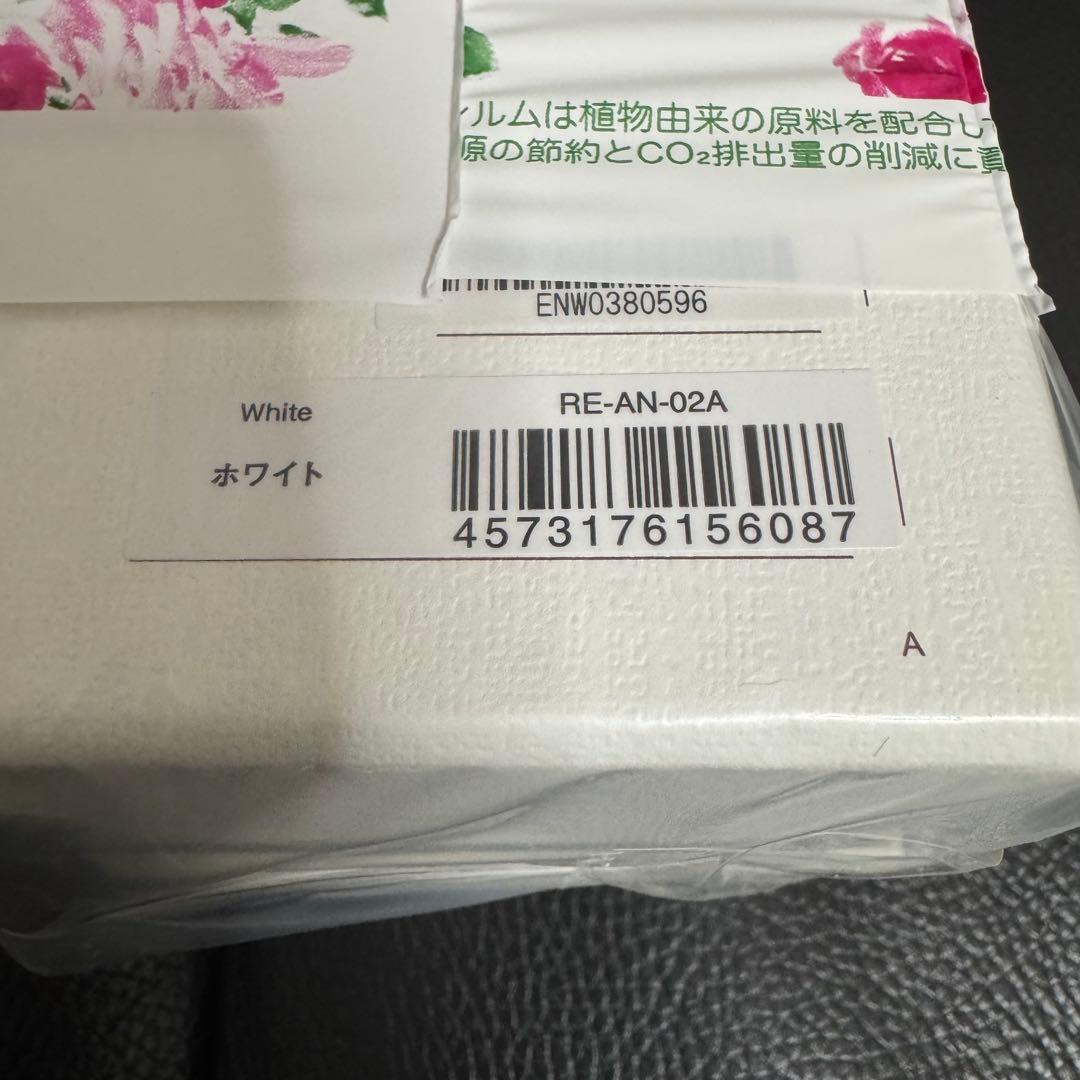 ルムは植物由来の原料を配合し
原の節約とCO₂排出量の削減に
ENW0380596
White
RE-AN-02A
ホワイト
4573176156087
A